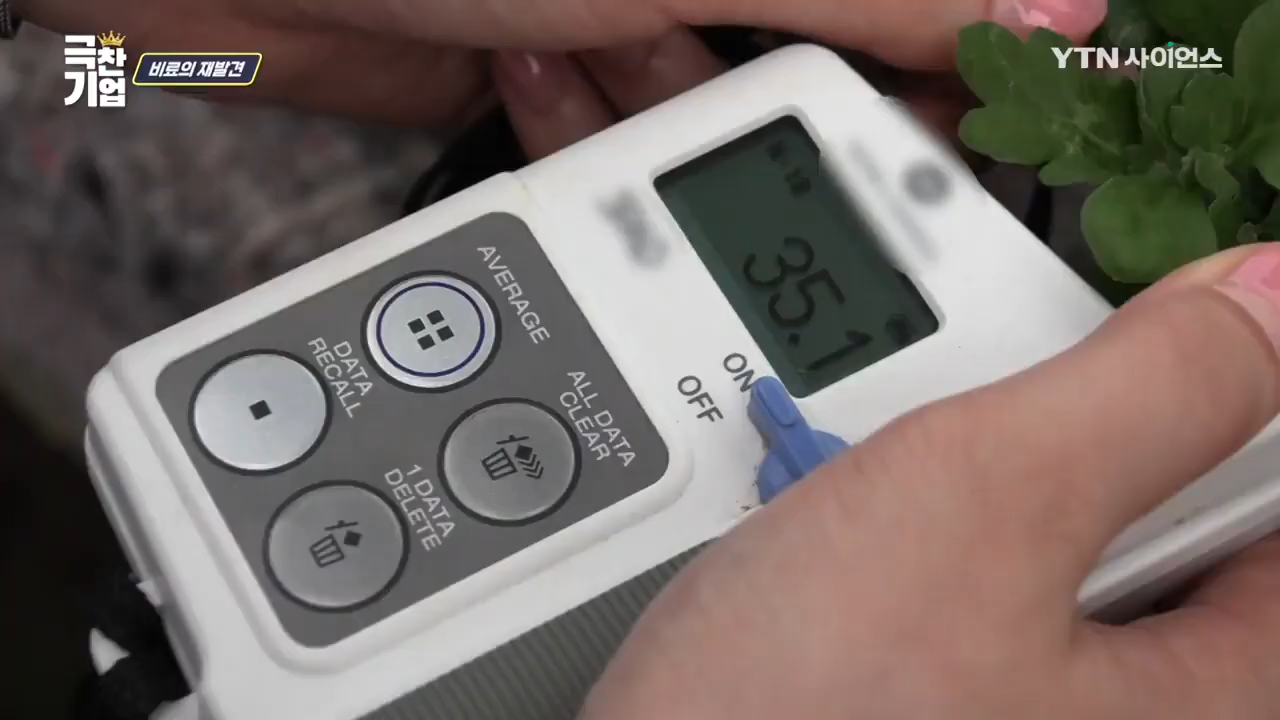 극찬
기업
비료의 재발견
YTN 사이언스
35.1
ON
OFF
AVERAGE
DATA
RECALL
ALL DATA
CLEAR
1 DATA
DELETE